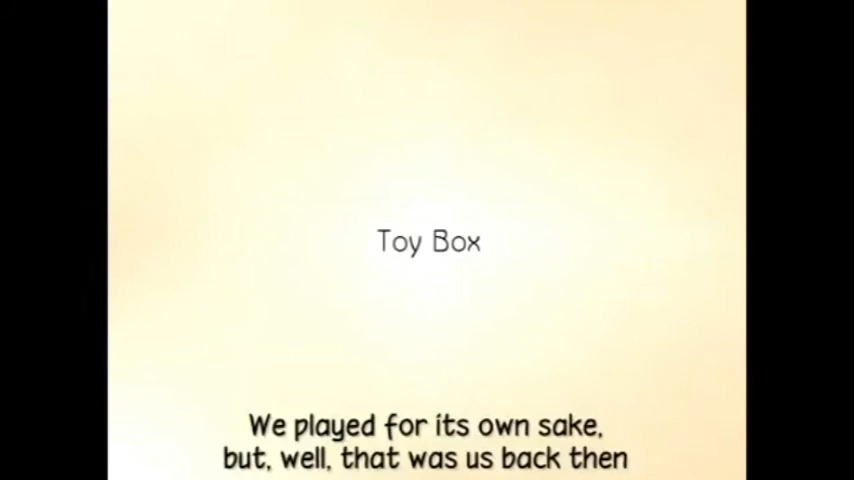 Toy Box
We played for its own sake,
but, well, that was us back then